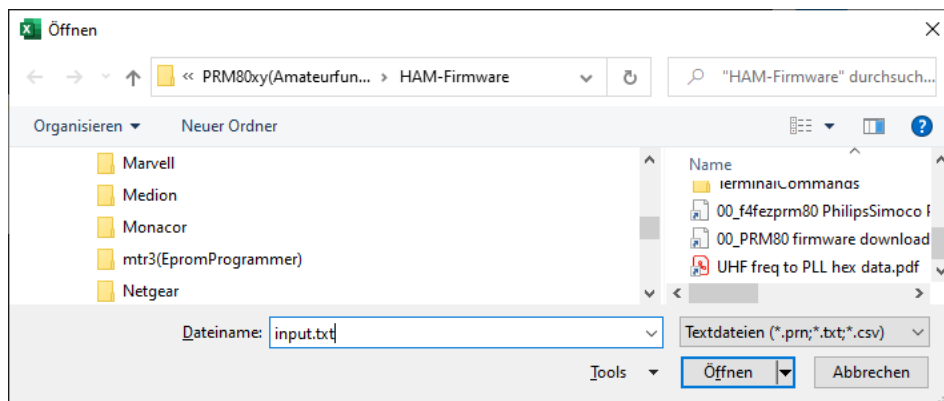 Öffnen
« PRM80xy(Amateurfun... › HAM-Firmware
"HAM-Firmware" durchsuch...
Organisieren
Neuer Ordner
Marvell
Medion
Monacor
mtr3(EpromProgrammer)
Netgear
Name
TerminalCommands
00_f4fezprm80 PhilipsSimoco
00_PRM80 firmware download
UHF freq to PLL hex data.pdf
Dateiname: input.txt
Textdateien (*.prn;*.txt;*.csv)
Tools
Öffnen
Abbrechen